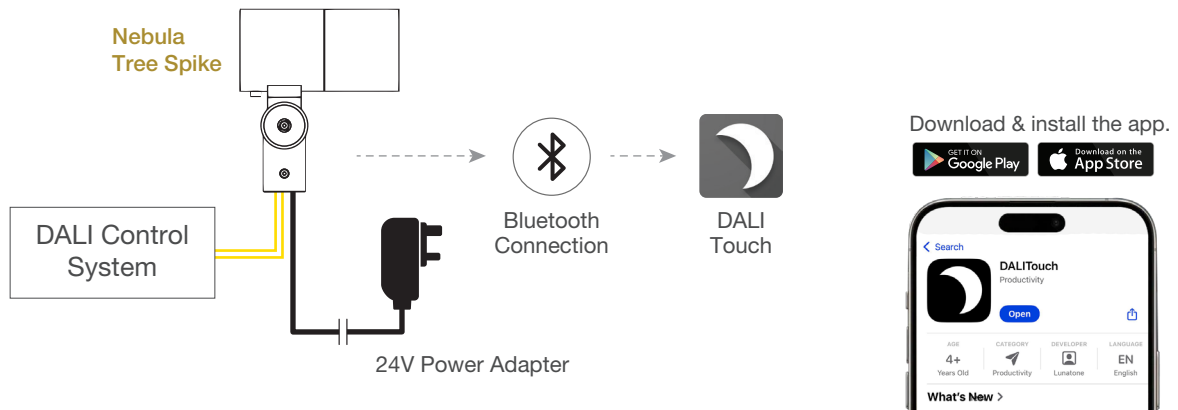 Nebula
Tree Spike
DALI Control
System
24V Power Adapter
Bluetooth
Connection
DALI
Touch
Download & install the app.
GET IT ON
Google Play
Download on the
App Store
Search
DALITouch
Productivity
Open
AGE
CATEGORY
DEVELOPER
LANGUAGE
4+
EN
Years Old
Productivity
Lunatone
English
What's New >